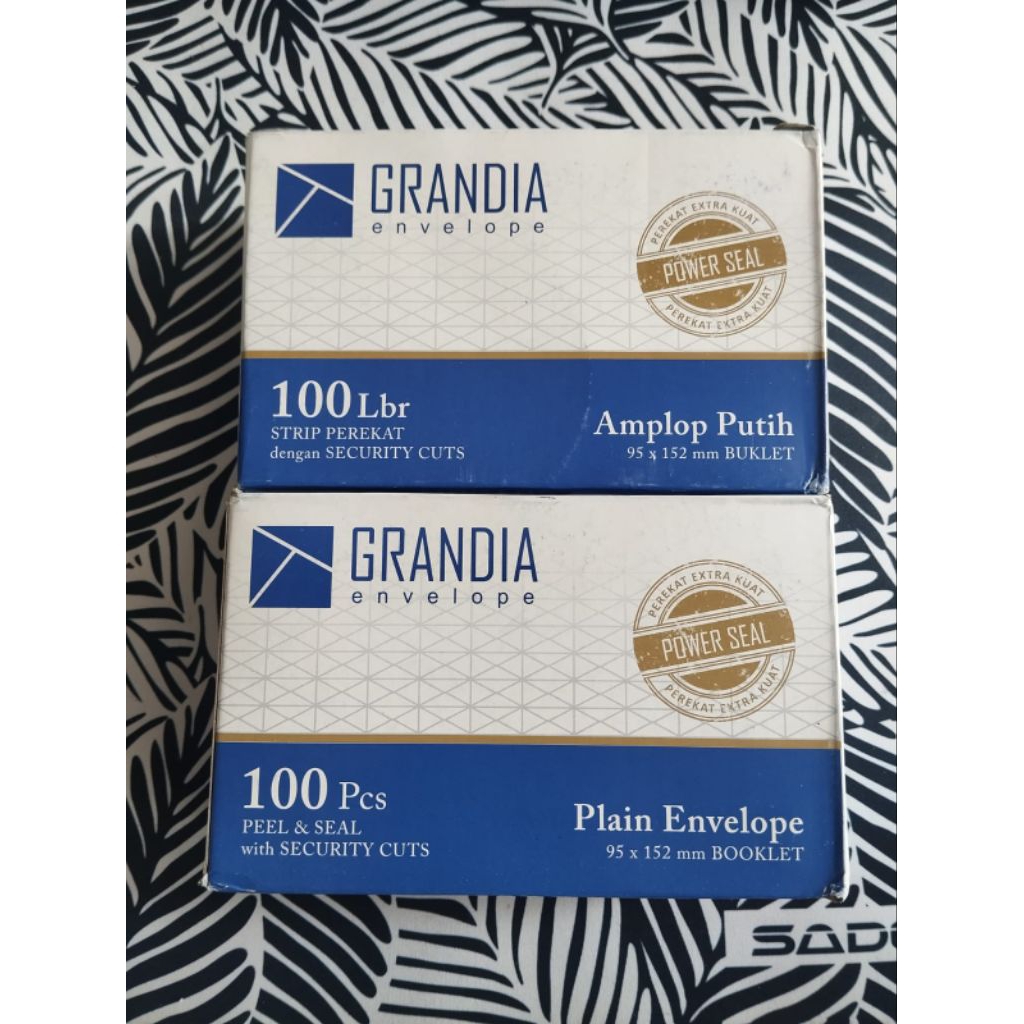 GRANDIA
envelope
PEREKAT EXTRA KUAT
POWER SEAL
PEREKAT EXTRA KUAT
100 Lbr
STRIP PEREKAT
dengan SECURITY CUTS
Amplop Putih
95 x 152 mm BUKLET
GRANDIA
envelope
PEREKAT EXTRA KUAT
POWER SEAL
PEREKAT EXTRA KUAT
100 Pcs
PEEL & SEAL
with SECURITY CUTS
Plain Envelope
95 x 152 mm BOOKLET